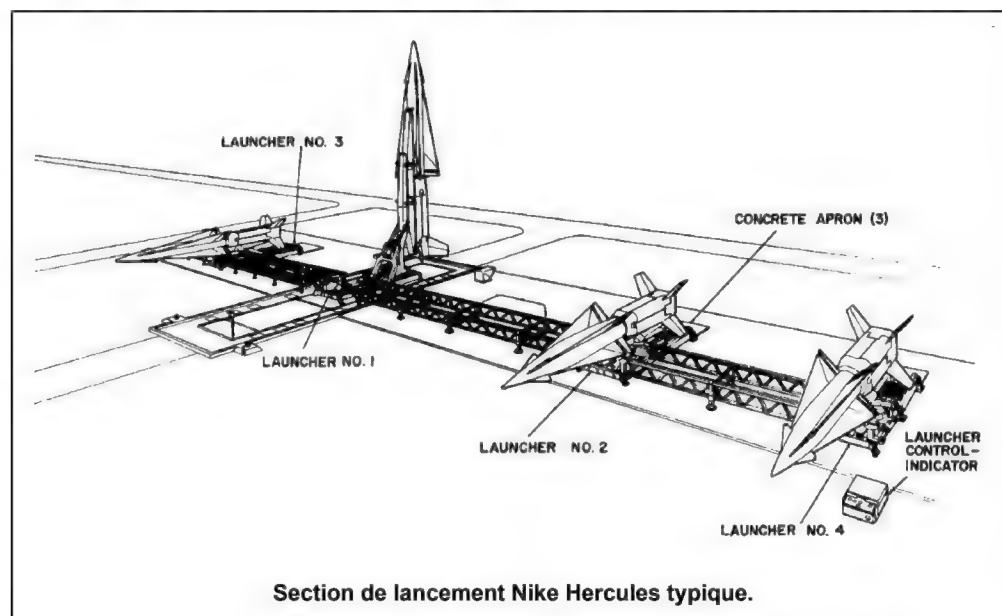 LAUNCHER NO. 3
CONCRETE APRON (3)
LAUNCHER NO. 1
LAUNCHER NO. 2
LAUNCHER
CONTROL-
INDICATOR
LAUNCHER NO. 4
Section de lancement Nike Hercules typique.